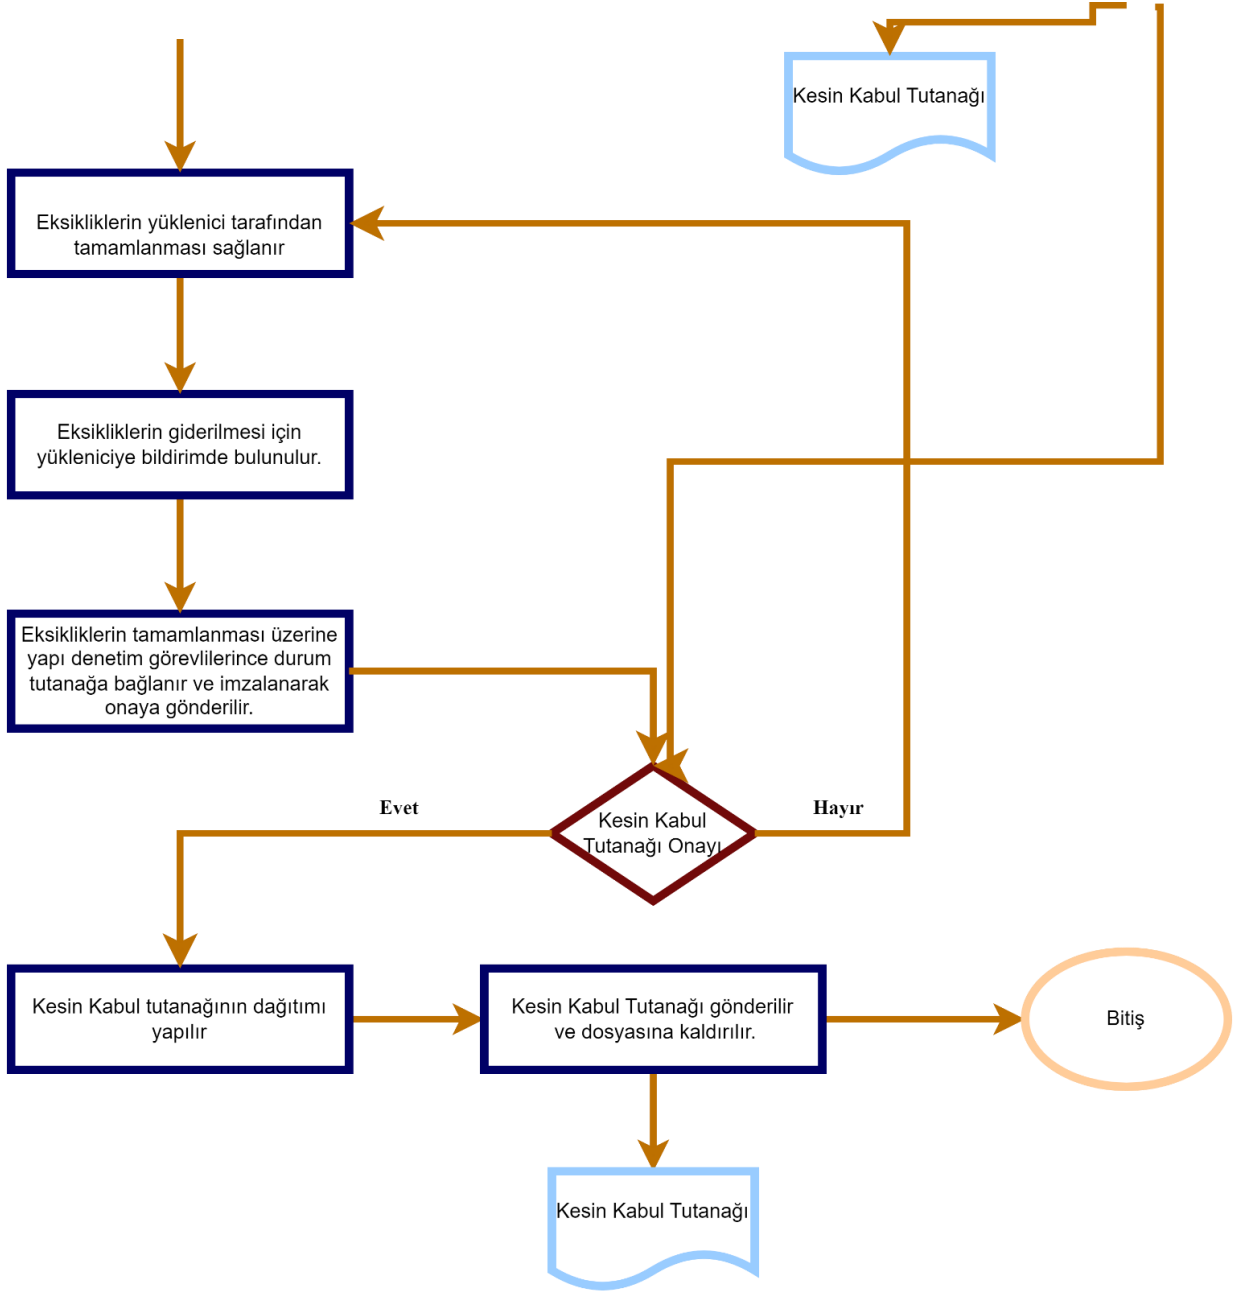 Kesin Kabul Tutanağı
Eksikliklerin yüklenici tarafından
tamamlanması sağlanır
Eksikliklerin giderilmesi için
yükleniciye bildirimde bulunulur.
Eksikliklerin tamamlanması üzerine
yapı denetim görevlilerince durum
tutanağa bağlanır ve imzalanarak
onaya gönderilir.
Evet
Hayır
Kesin Kabul
Tutanağı Onayı
Kesin Kabul tutanağının dağıtımı
yapılır
Kesin Kabul Tutanağı gönderilir
ve dosyasına kaldırılır.
Bitiş
Kesin Kabul Tutanağı